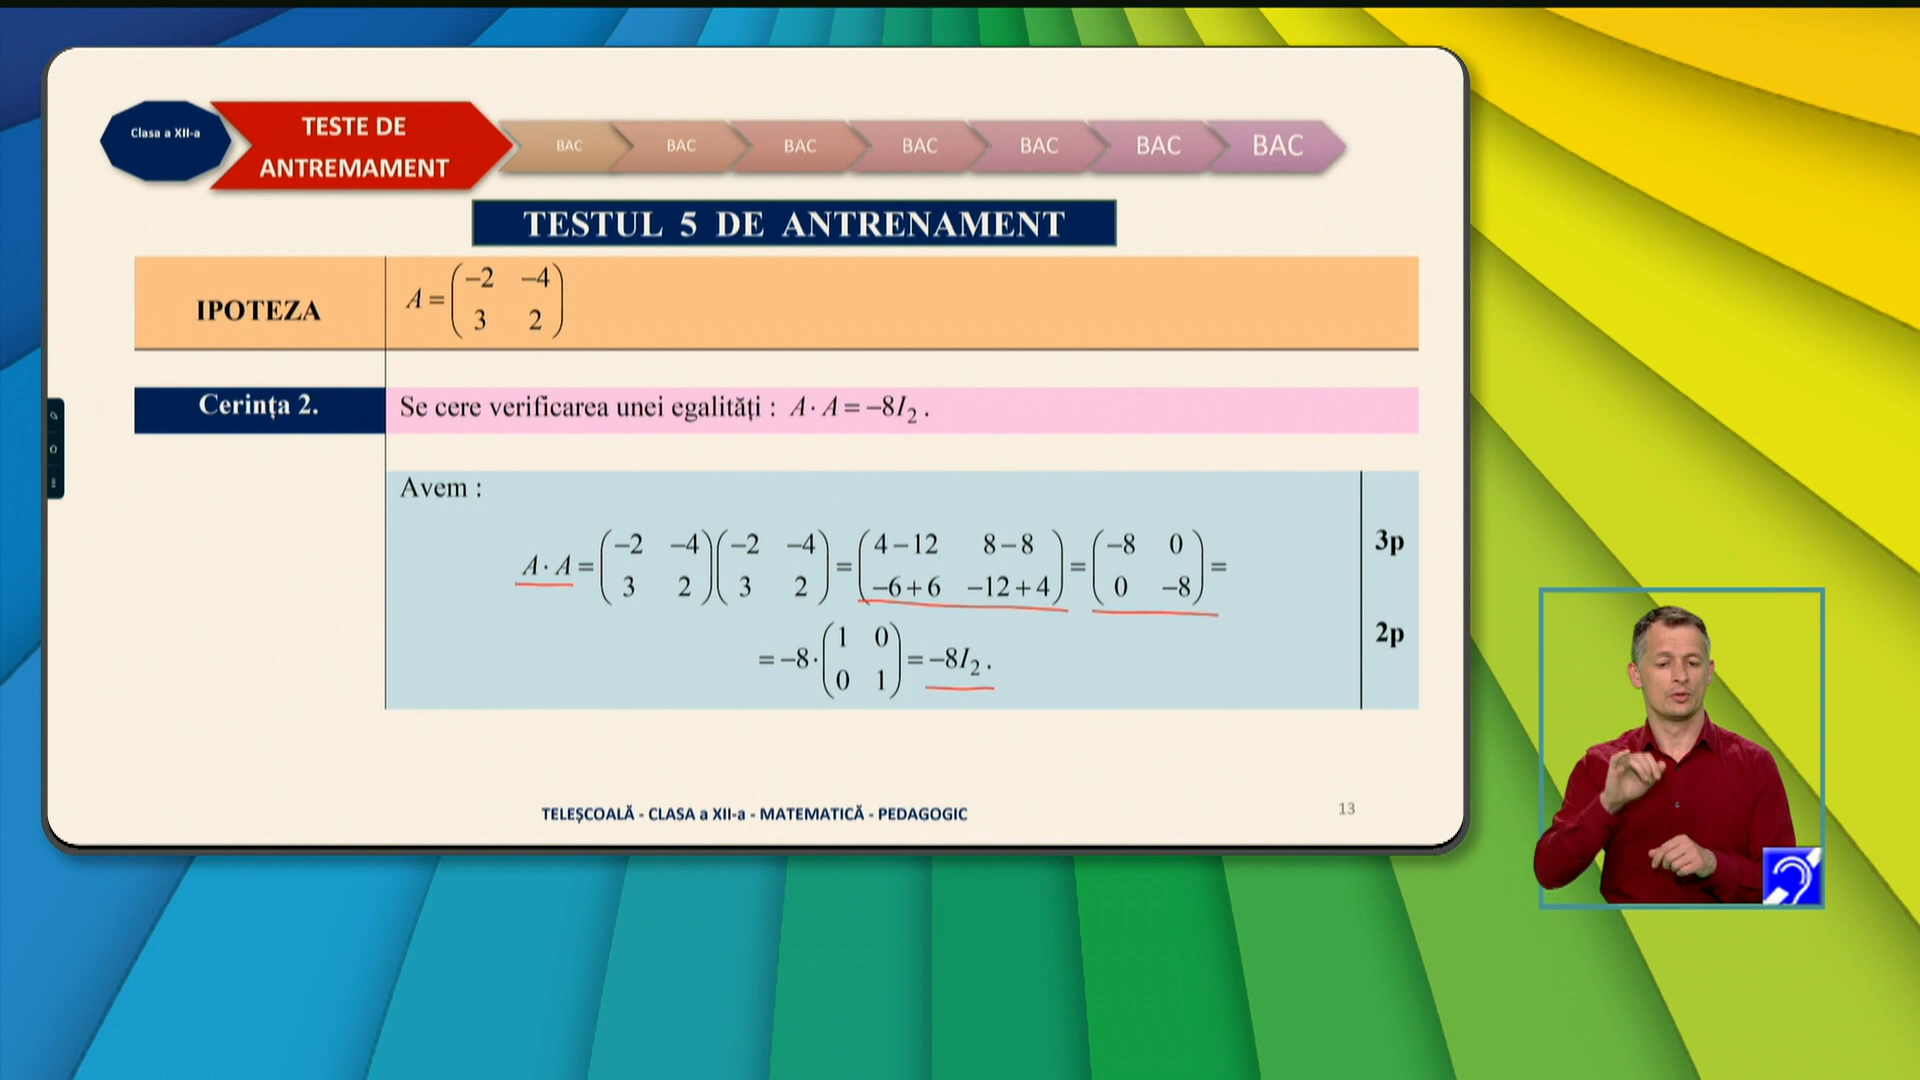 Clasa a XII-a
TESTE DE
ANTREMAMENT
BAC BAC BAC BAC BAC BAC BAC
TESTUL 5 DE ANTRENAMENT
IPOTEZA
A = (−2 −4
3 2)
Cerința 2.
Se cere verificarea unei egalități : A · A = −8I₂ .
Avem :
A · A = (−2 −4
3 2) (−2 −4
3 2) = (4−12 8−8
−6+6 −12+4) = (−8 0
0 −8) =
3p
= −8 · (1 0
0 1) = −8I₂ .
2p
TELEȘCOALĂ - CLASA a XII-a - MATEMATICĂ - PEDAGOGIC
13